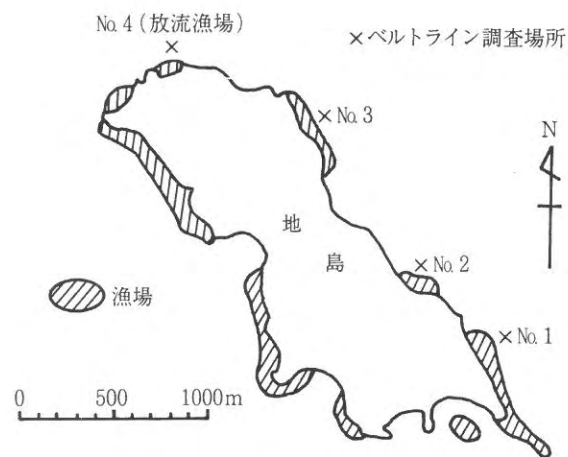 No. 4 (放流漁場)
×ベルトライン調査場所
×No. 3
N
地
島
×No. 2
漁場
×No. 1
0 500 1000m